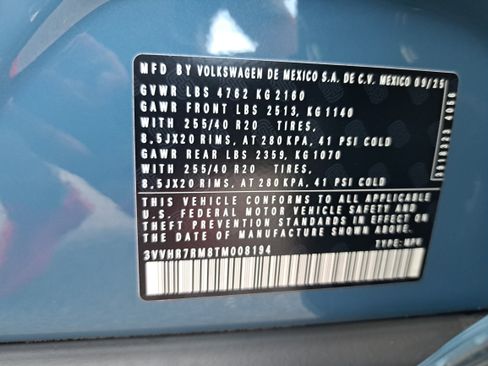 MFD BY VOLKSWAGEN DE MEXICO S.A. DE C.V. MEXICO 09/25
GVWR LBS 4762 KG 2160
GAWR FRONT LBS 2513, KG 1140
WITH 255/40 R20 TIRES,
8,5JX20 RIMS, AT 280 KPA, 41 PSI COLD
GAWR REAR LBS 2359, KG 1070
WITH 255/40 R20 TIRES,
8,5JX20 RIMS, AT 280 KPA, 41 PSI COLD
THIS VEHICLE CONFORMS TO ALL APPLICABLE
U.S. FEDERAL MOTOR VEHICLE SAFETY AND
THEFT PREVENTION STANDARDS IN EFFECT ON
THE DATE OF MANUFACTURE SHOWN ABOVE.
3VVHR7RM8TM008194 TYPE: MPV